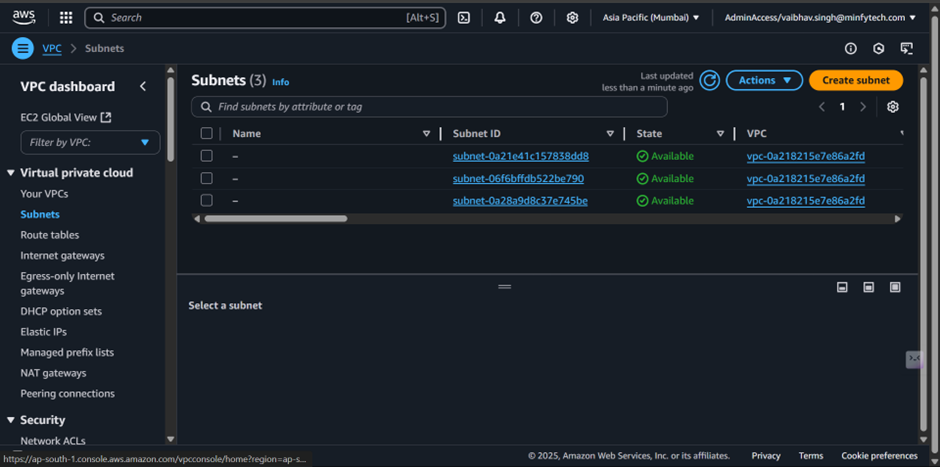 aws
Search [Alt+S]
Asia Pacific (Mumbai) ▼ AdminAccess/vaibhav.singh@minfytech.com ▼
VPC > Subnets
VPC dashboard
EC2 Global View
Filter by VPC:
Virtual private cloud
Your VPCs
Subnets
Route tables
Internet gateways
Egress-only Internet
gateways
DHCP option sets
Elastic IPs
Managed prefix lists
NAT gateways
Peering connections
Security
Network ACLs
Subnets (3) Info
Last updated
less than a minute ago
Actions ▼
Create subnet
Find subnets by attribute or tag
< 1 >
Name Subnet ID State VPC
– subnet-0a21e41c157838dd8 Available vpc-0a218215e7e86a2fd
– subnet-06f6bffdb522be790 Available vpc-0a218215e7e86a2fd
– subnet-0a28a9d8c37e745be Available vpc-0a218215e7e86a2fd
Select a subnet
https://ap-south-1.console.aws.amazon.com/vpcconsole/home?region=ap-s...
© 2025, Amazon Web Services, Inc. or its affiliates. Privacy Terms Cookie preferences